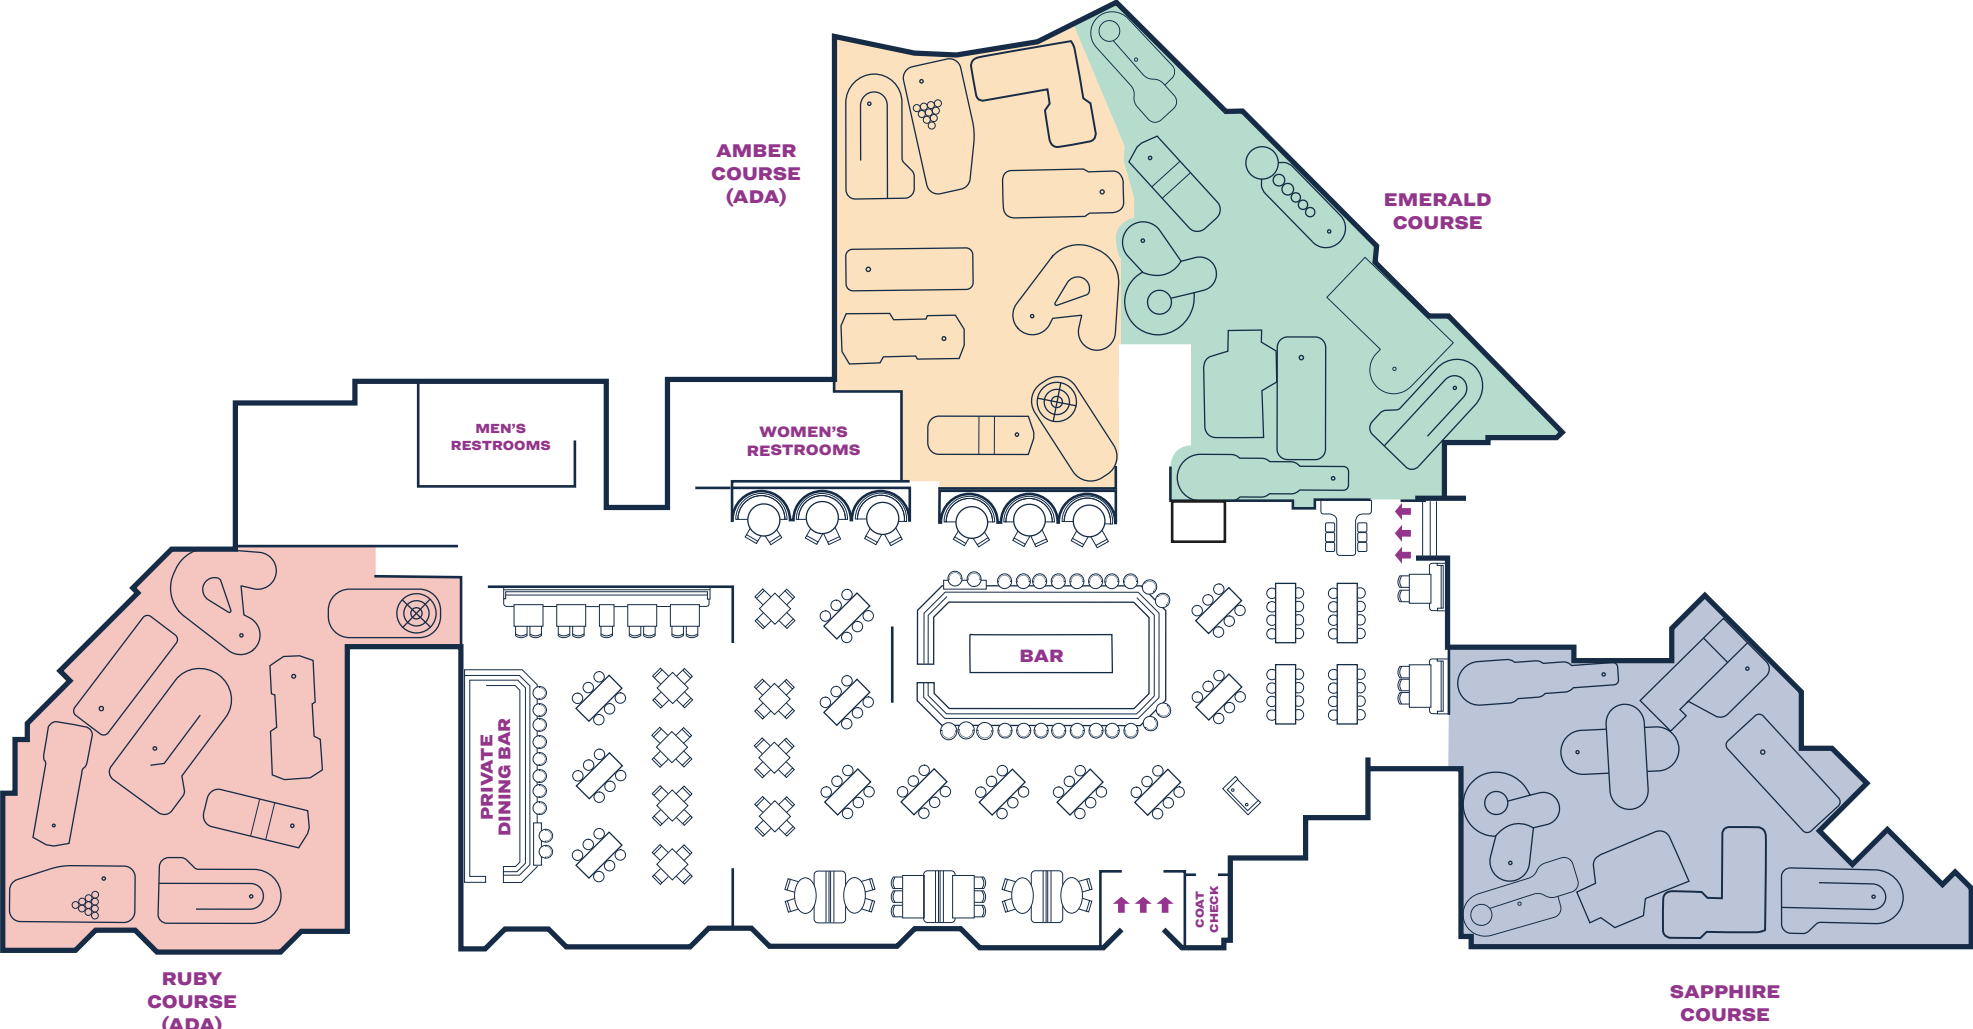 AMBER
COURSE
(ADA)
EMERALD
COURSE
MEN’S
RESTROOMS
WOMEN’S
RESTROOMS
BAR
PRIVATE
DINING BAR
COAT
CHECK
RUBY
COURSE
(ADA)
SAPPHIRE
COURSE